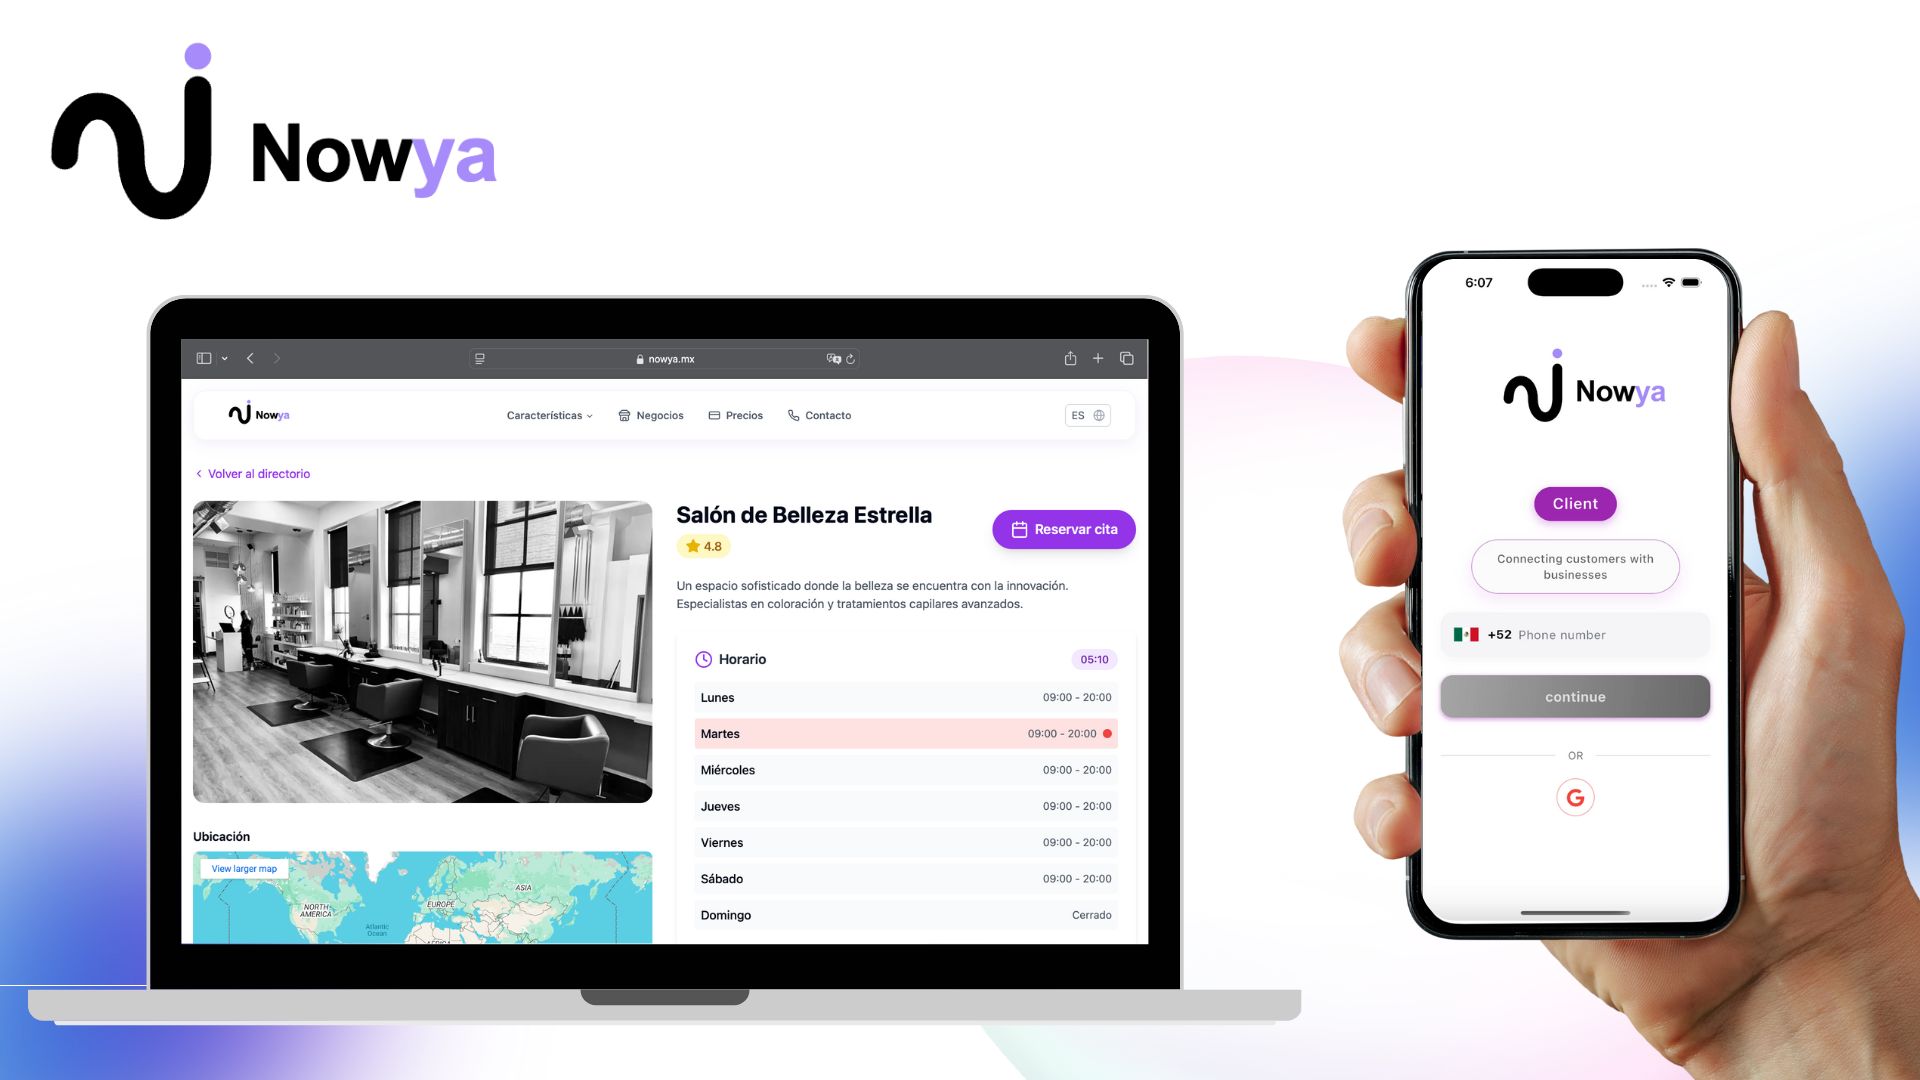 Nowya
nowya.mx
Nowya
Características
Negocios
Precios
Contacto
ES
Volver al directorio
Salón de Belleza Estrella
4.8
Reservar cita
Un espacio sofisticado donde la belleza se encuentra con la innovación.
Especialistas en coloración y tratamientos capilares avanzados.
Horario 05:10
Lunes 09:00 - 20:00
Martes 09:00 - 20:00
Miércoles 09:00 - 20:00
Jueves 09:00 - 20:00
Viernes 09:00 - 20:00
Sábado 09:00 - 20:00
Domingo Cerrado
Ubicación
View larger map
NORTH
AMERICA
Atlantic
Ocean
EUROPE
ASIA
AFRICA
6:07
Nowya
Client
Connecting customers with
businesses
+52 Phone number
continue
OR
G